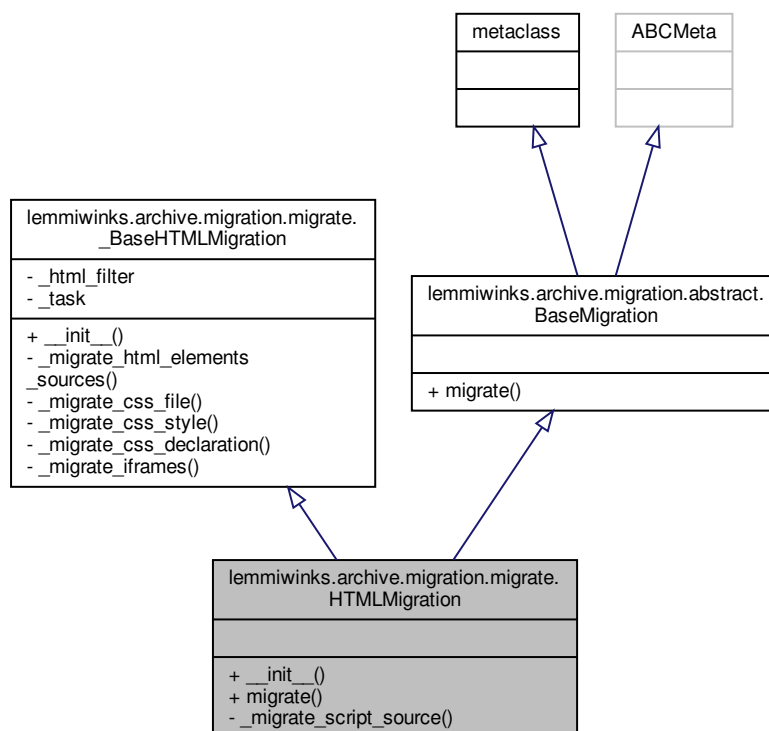 metaclass
ABCMeta
lemmiwinks.archive.migration.migrate.
_BaseHTMLMigration
- _html_filter
- _task
+ __init__()
- _migrate_html_elements
_sources()
- _migrate_css_file()
- _migrate_css_style()
- _migrate_css_declaration()
- _migrate_iframes()
lemmiwinks.archive.migration.abstract.
BaseMigration
+ migrate()
lemmiwinks.archive.migration.migrate.
HTMLMigration
+ __init__()
+ migrate()
- _migrate_script_source()